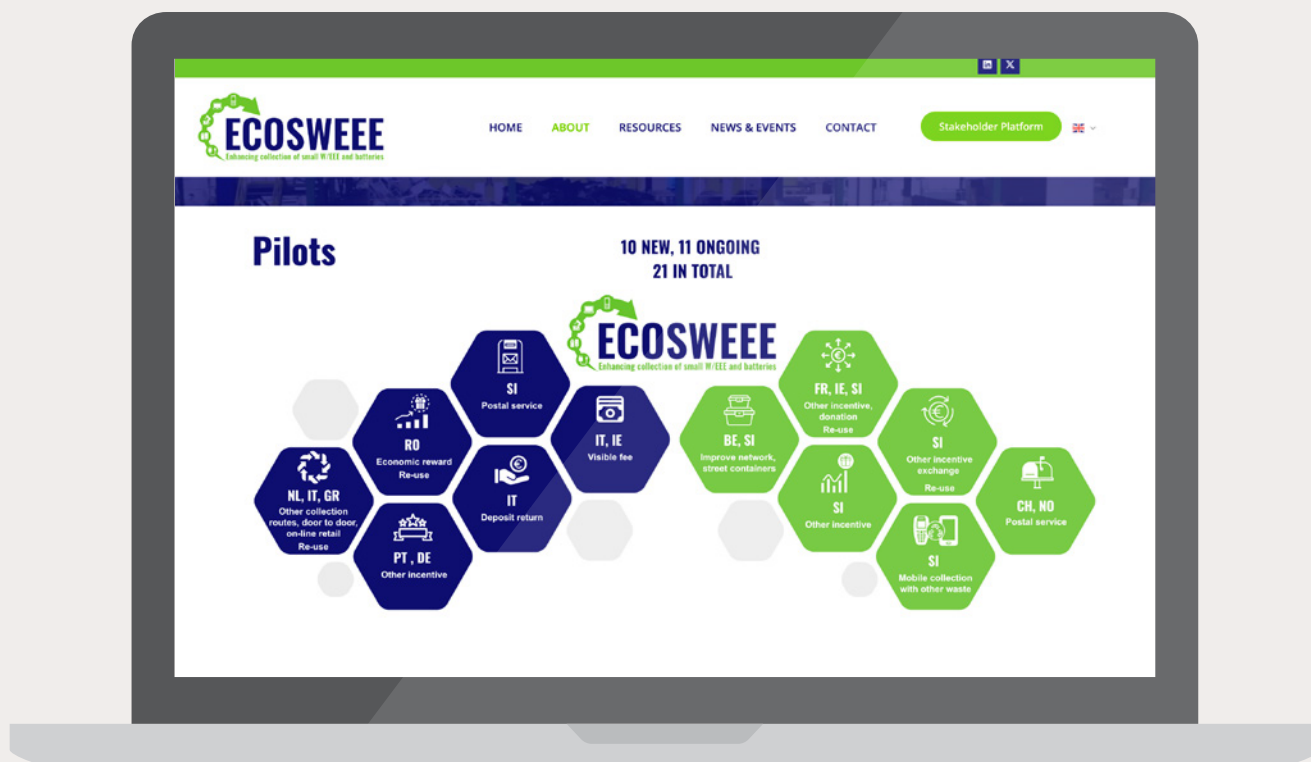 ECOSWEEE
Enhancing collection of small W/EEE and batteries
HOME ABOUT RESOURCES NEWS & EVENTS CONTACT Stakeholder Platform
Pilots
10 NEW, 11 ONGOING
21 IN TOTAL
ECOSWEEE
Enhancing collection of small W/EEE and batteries
NL, IT, GR
Other collection
routes, door to door,
on-line retail
Re-use
RO
Economic reward
Re-use
PT , DE
Other incentive
SI
Postal service
IT
Deposit return
IT, IE
Visible fee
BE, SI
Improve network,
street containers
FR, IE, SI
Other incentive,
donation
Re-use
SI
Other incentive
SI
Other incentive
exchange
Re-use
SI
Mobile collection
with other waste
CH, NO
Postal service